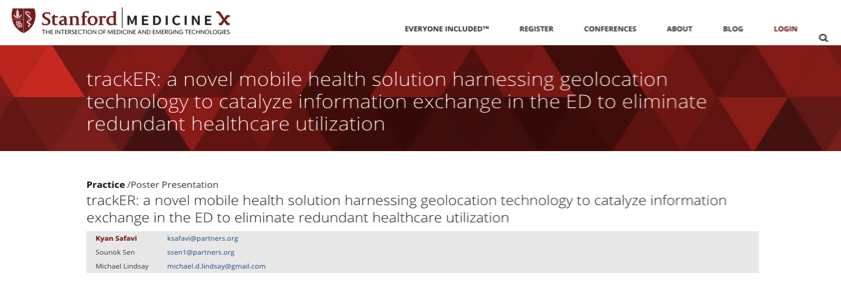 Stanford MEDICINE X
THE INTERSECTION OF MEDICINE AND EMERGING TECHNOLOGIES
EVERYONE INCLUDED™ REGISTER CONFERENCES ABOUT BLOG LOGIN
trackER: a novel mobile health solution harnessing geolocation
technology to catalyze information exchange in the ED to eliminate
redundant healthcare utilization
Practice /Poster Presentation
trackER: a novel mobile health solution harnessing geolocation technology to catalyze information
exchange in the ED to eliminate redundant healthcare utilization
Kyan Safavi ksafavi@partners.org
Sounok Sen ssen1@partners.org
Michael Lindsay michael.d.lindsay@gmail.com